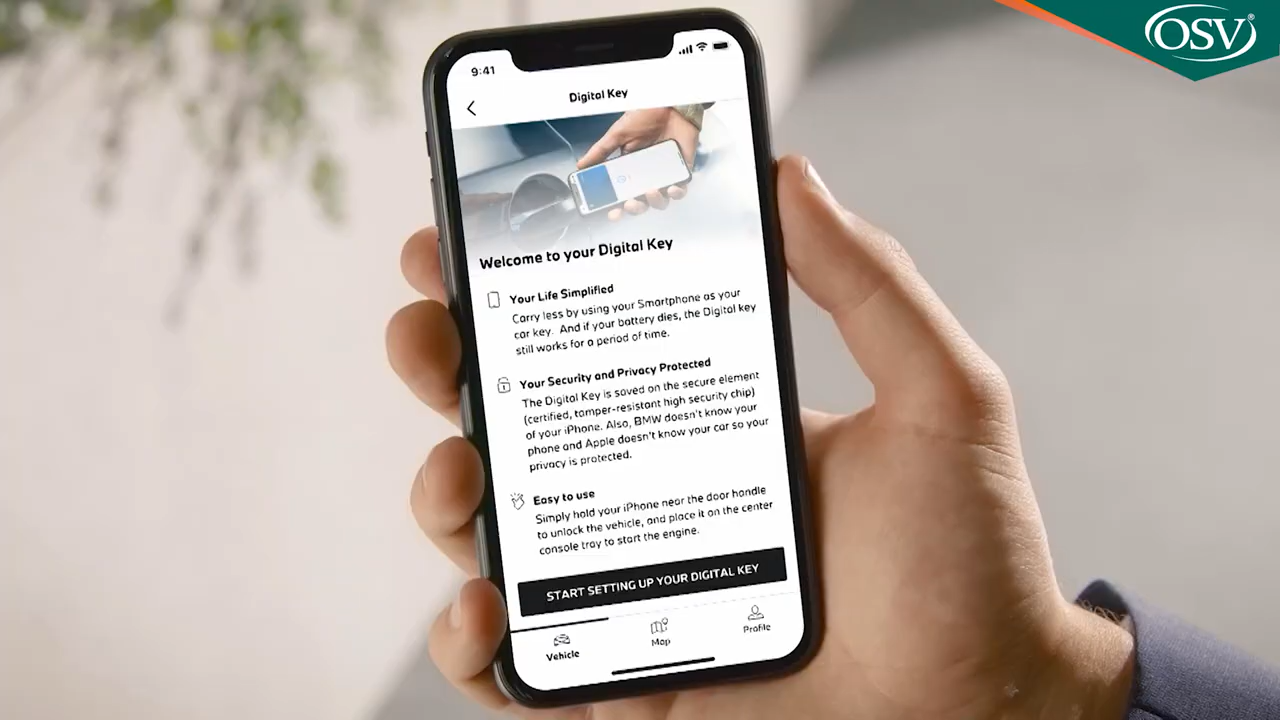 OSV®
9:41
Digital Key
Welcome to your Digital Key
Your Life Simplified
Carry less by using your Smartphone as your
car key. And if your battery dies, the Digital key
still works for a period of time.
Your Security and Privacy Protected
The Digital Key is saved on the secure element
(certified, tamper-resistant high security chip)
of your iPhone. Also, BMW doesn't know your
phone and Apple doesn't know your car so your
privacy is protected.
Easy to use
Simply hold your iPhone near the door handle
to unlock the vehicle, and place it on the center
console tray to start the engine.
START SETTING UP YOUR DIGITAL KEY
Vehicle
Map
Profile